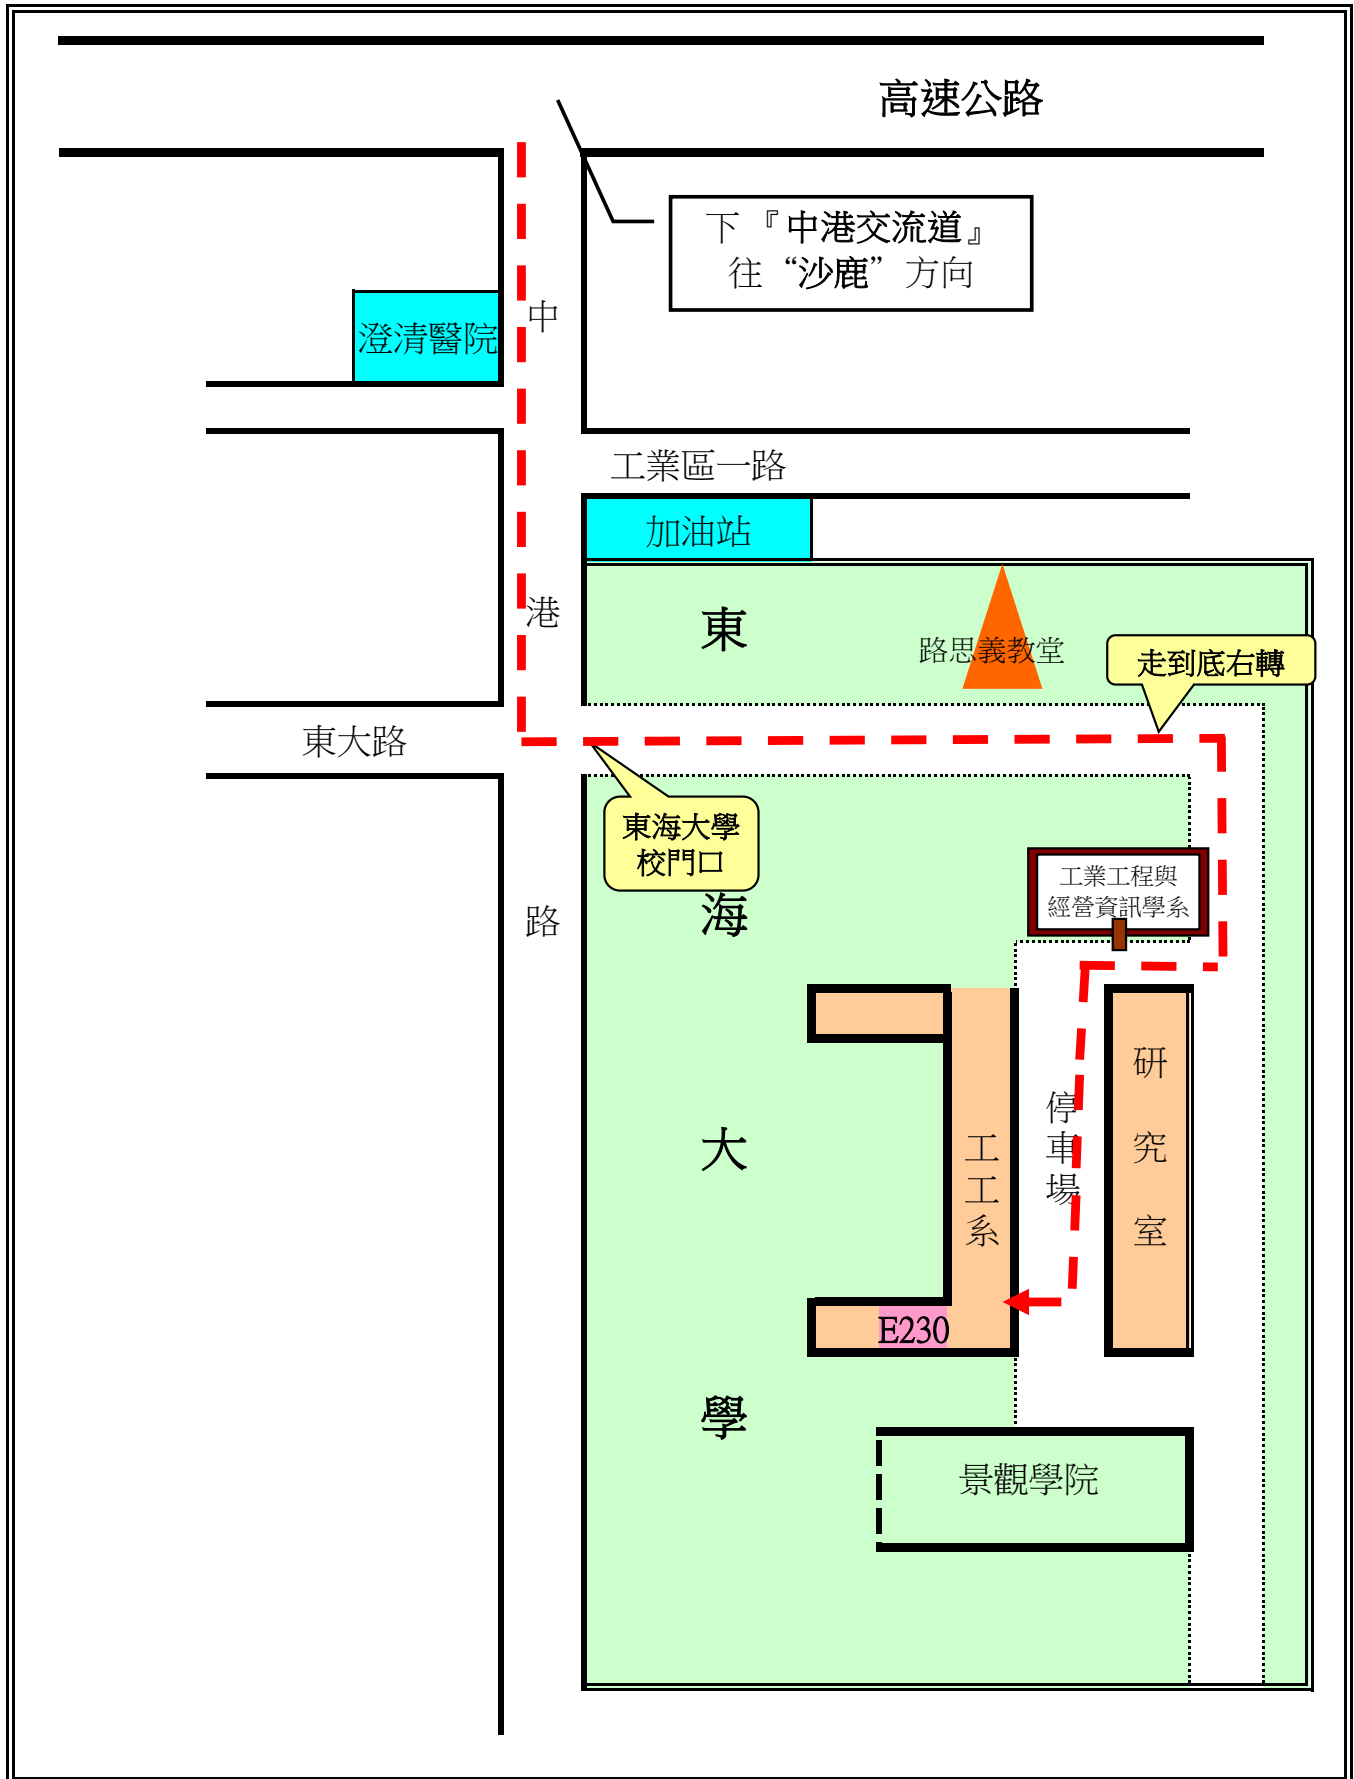 高速公路
下『中港交流道』
往“沙鹿”方向
中
澄清醫院
工業區一路
加油站
港
東
路思義教堂
走到底右轉
東大路
東海大學
校門口
工業工程與
經營資訊學系
海
路
研
究
室
停
車
場
大
工
工
系
E230
學
景觀學院